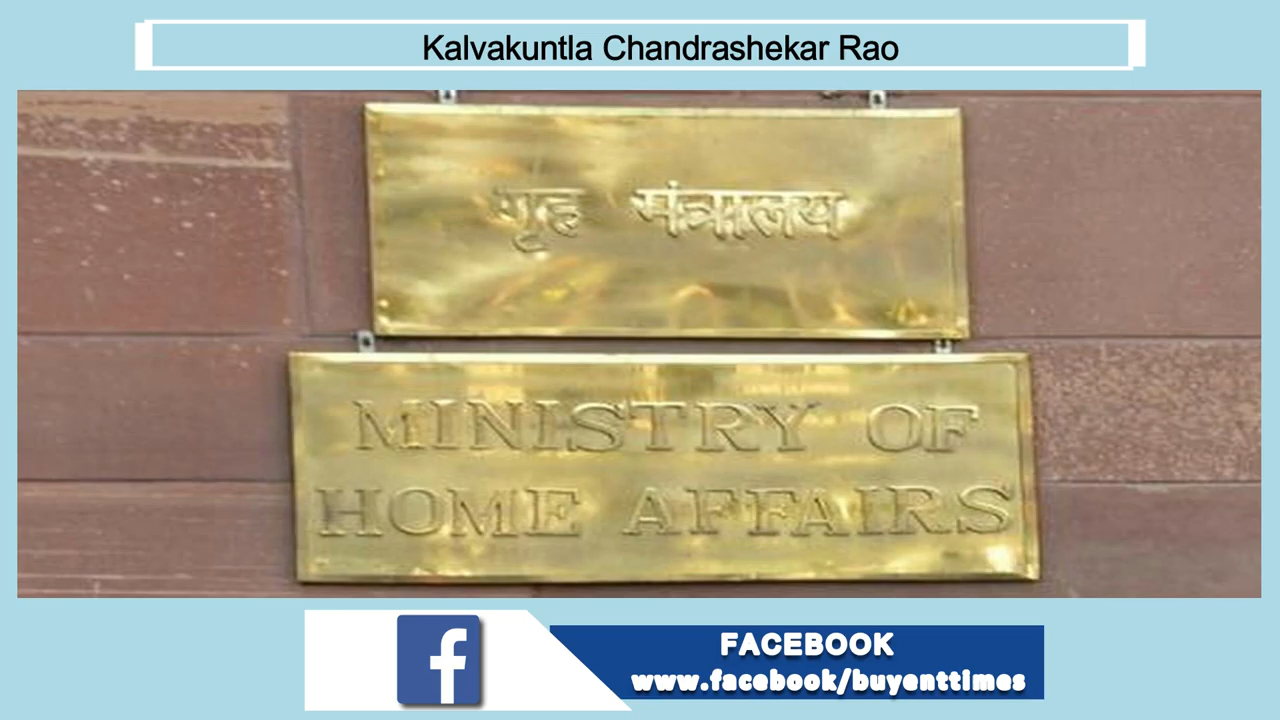 Kalvakuntla Chandrashekar Rao
गृह मंत्रालय
MINISTRY OF
HOME AFFAIRS
f
FACEBOOK
www.facebook/buyenttimes